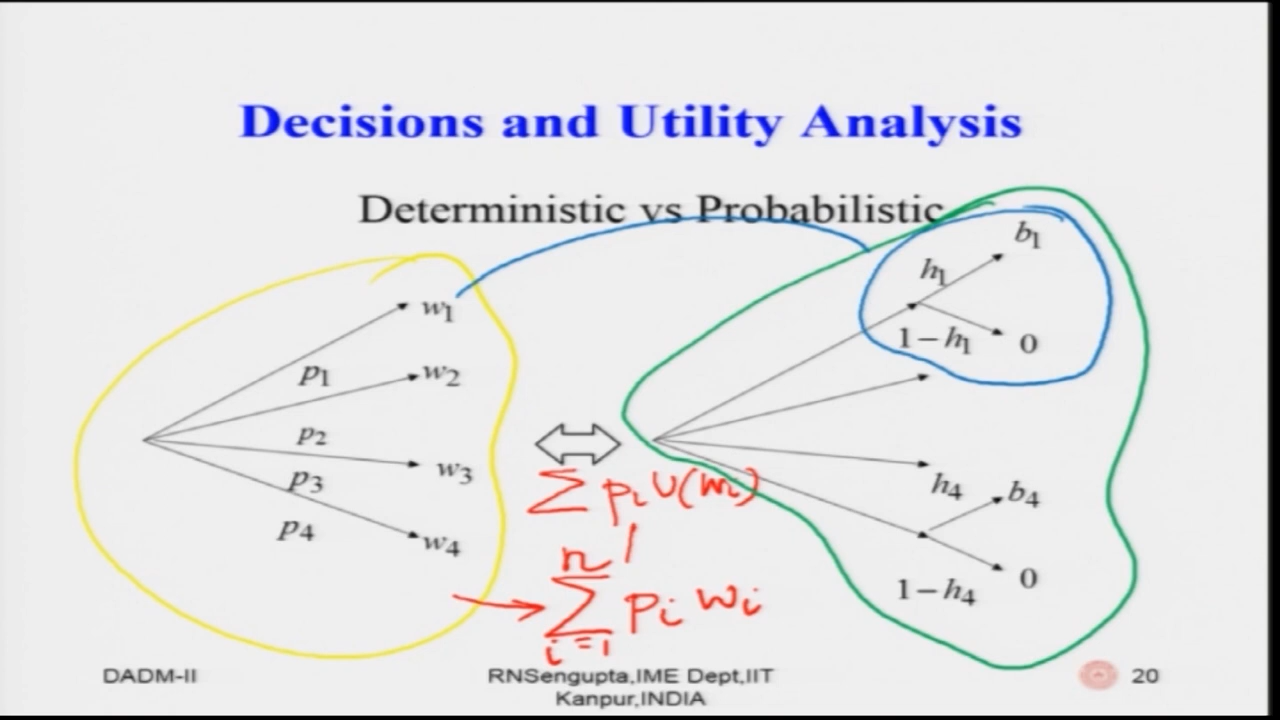 Decisions and Utility Analysis
Deterministic vs Probabilistic
w1
w2
w3
w4
p1
p2
p3
p4
h1
b1
1−h1
0
h4
b4
1−h4
0
∑ pi U(wi)
n
∑ pi wi
i=1
DADM-II
RNSengupta,IME Dept,IIT
Kanpur,INDIA
20